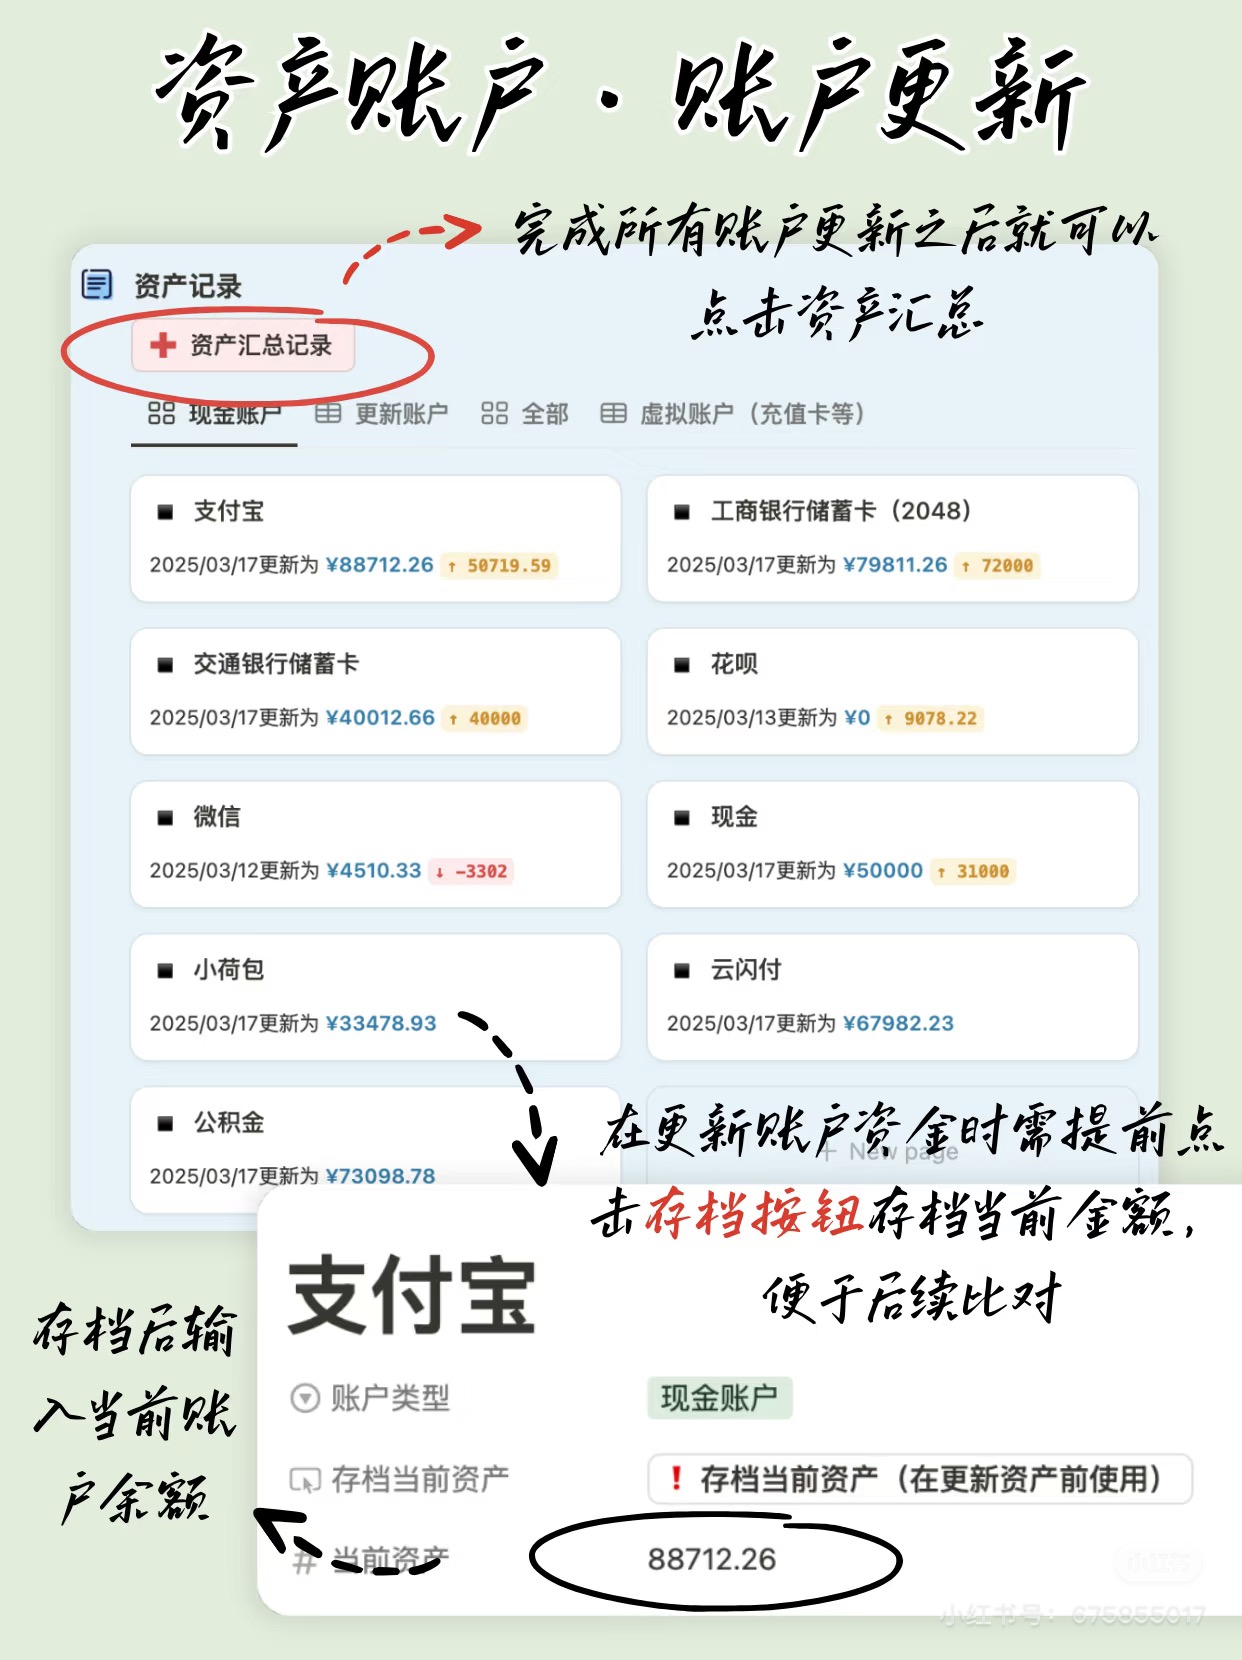 资产账户·账户更新
完成所有账户更新之后就可以
点击资产汇总
资产记录
资产汇总记录
现金账户 更新账户 全部 虚拟账户（充值卡等）
支付宝
2025/03/17更新为 ¥88712.26 ↑ 50719.59
工商银行储蓄卡（2048）
2025/03/17更新为 ¥79811.26 ↑ 72000
交通银行储蓄卡
2025/03/17更新为 ¥40012.66 ↑ 40000
花呗
2025/03/13更新为 ¥0 ↑ 9078.22
微信
2025/03/12更新为 ¥4510.33 ↓ -3302
现金
2025/03/17更新为 ¥50000 ↑ 31000
小荷包
2025/03/17更新为 ¥33478.93
云闪付
2025/03/17更新为 ¥67982.23
公积金
2025/03/17更新为 ¥73098.78
+ New page
在更新账户资金时需提前点
击存档按钮存档当前金额，
便于后续比对
支付宝
账户类型 现金账户
存档当前资产 ❗ 存档当前资产（在更新资产前使用）
# 当前资产 88712.26
存档后输
入当前账
户余额
小红书
小红书号：675855017